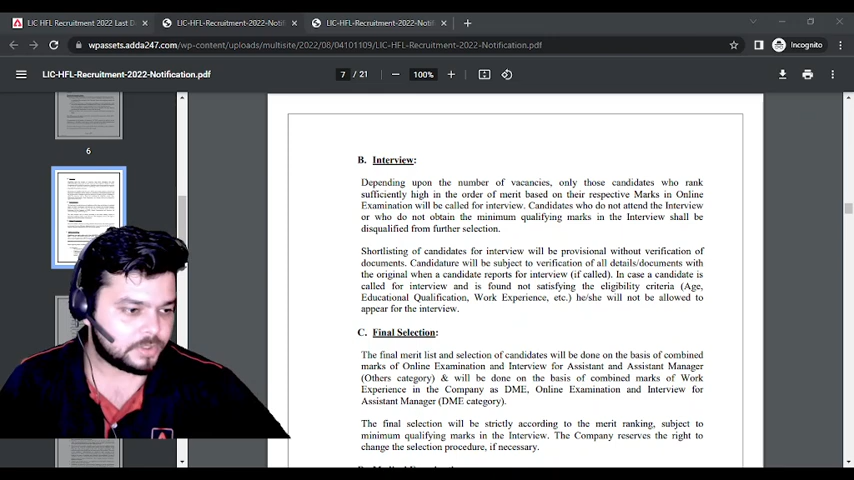 LIC HFL Recruitment 2022 Last D
LIC-HFL-Recruitment-2022-Notifi
LIC-HFL-Recruitment-2022-Notifi
wpassets.adda247.com/wp-content/uploads/multisite/2022/08/04101109/LIC-HFL-Recruitment-2022-Notification.pdf
Incognito
LIC-HFL-Recruitment-2022-Notification.pdf
7 / 21
100%
6
B. Interview:
Depending upon the number of vacancies, only those candidates who rank
sufficiently high in the order of merit based on their respective Marks in Online
Examination will be called for interview. Candidates who do not attend the Interview
or who do not obtain the minimum qualifying marks in the Interview shall be
disqualified from further selection.
Shortlisting of candidates for interview will be provisional without verification of
documents. Candidature will be subject to verification of all details/documents with
the original when a candidate reports for interview (if called). In case a candidate is
called for interview and is found not satisfying the eligibility criteria (Age,
Educational Qualification, Work Experience, etc.) he/she will not be allowed to
appear for the interview.
C. Final Selection:
The final merit list and selection of candidates will be done on the basis of combined
marks of Online Examination and Interview for Assistant and Assistant Manager
(Others category) & will be done on the basis of combined marks of Work
Experience in the Company as DME, Online Examination and Interview for
Assistant Manager (DME category).
The final selection will be strictly according to the merit ranking, subject to
minimum qualifying marks in the Interview. The Company reserves the right to
change the selection procedure, if necessary.